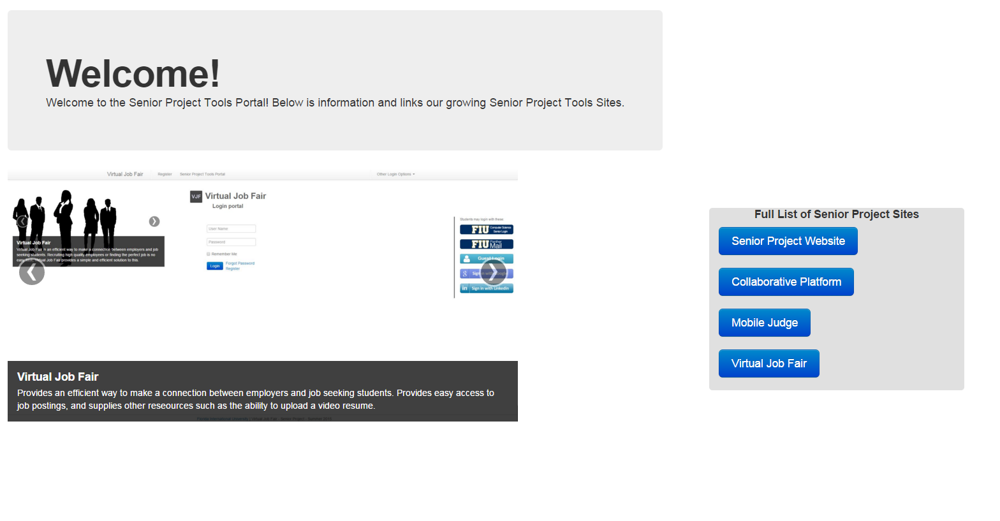 Welcome!
Welcome to the Senior Project Tools Portal! Below is information and links our growing Senior Project Tools Sites.
Virtual Job Fair
Register
Senior Project Tools Portal
Other Login Options
VJF
Virtual Job Fair
Login portal
User Name
Password
Remember Me
Login
Forgot Password
Register
Virtual Job Fair
Virtual Job Fair is an efficient way to make a connection between employers and job
seeking students. Recruiting high quality employees or finding the perfect job is no
easy task. Virtual Job Fair provides a simple and efficient solution to this.
Students may login with these
FIU Computer Science
Senior Login
FIU Panther
Mail
Guest Login
Sign in with Google
in Sign in with Linkedin
Virtual Job Fair
Provides an efficient way to make a connection between employers and job seeking students. Provides easy access to
job postings, and supplies other reseources such as the ability to upload a video resume.
Full List of Senior Project Sites
Senior Project Website
Collaborative Platform
Mobile Judge
Virtual Job Fair